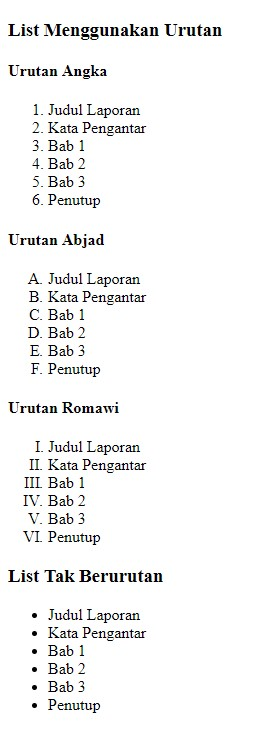 List Menggunakan Urutan
Urutan Angka
1. Judul Laporan
2. Kata Pengantar
3. Bab 1
4. Bab 2
5. Bab 3
6. Penutup
Urutan Abjad
A. Judul Laporan
B. Kata Pengantar
C. Bab 1
D. Bab 2
E. Bab 3
F. Penutup
Urutan Romawi
I. Judul Laporan
II. Kata Pengantar
III. Bab 1
IV. Bab 2
V. Bab 3
VI. Penutup
List Tak Berurutan
• Judul Laporan
• Kata Pengantar
• Bab 1
• Bab 2
• Bab 3
• Penutup